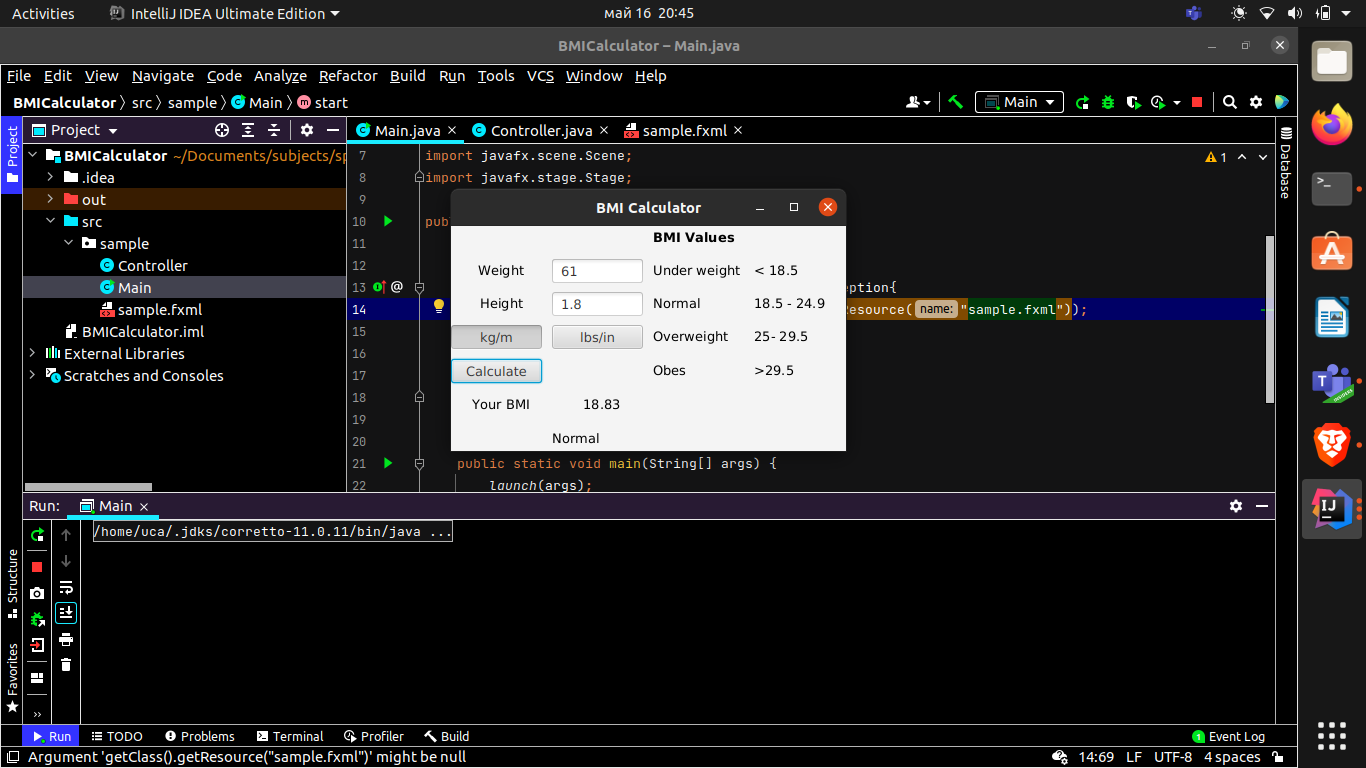 Activities IntelliJ IDEA Ultimate Edition май 16 20:45
BMICalculator – Main.java
File Edit View Navigate Code Analyze Refactor Build Run Tools VCS Window Help
BMICalculator src sample Main start Main
Project Main.java Controller.java sample.fxml
Project
BMICalculator ~/Documents/subjects/sp
.idea
out
src
sample
Controller
Main
sample.fxml
BMICalculator.iml
External Libraries
Scratches and Consoles
7 import javafx.scene.Scene; 1
8 import javafx.stage.Stage;
9
10 pub
11
12
13 @ eption{
14 esource( name: "sample.fxml"));
15
16
17
18
19
20
21 public static void main(String[] args) {
22 launch(args);
Database
BMI Calculator
BMI Values
Weight 61 Under weight < 18.5
Height 1.8 Normal 18.5 - 24.9
kg/m lbs/in Overweight 25- 29.5
Calculate Obes >29.5
Your BMI 18.83
Normal
Run: Main
/home/uca/.jdks/corretto-11.0.11/bin/java ...
Structure
Favorites
Run TODO Problems Terminal Profiler Build 1 Event Log
Argument 'getClass().getResource("sample.fxml")' might be null 14:69 LF UTF-8 4 spaces
>_
A
T
INSIDERS
IJ